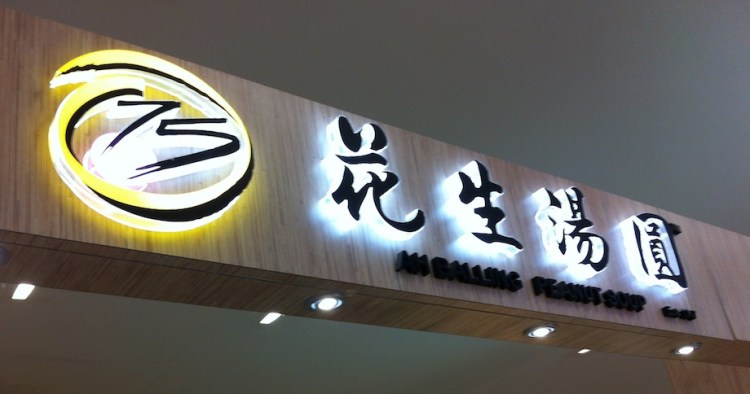 75
花生湯圓
AH BALLING PEANUT SOUP